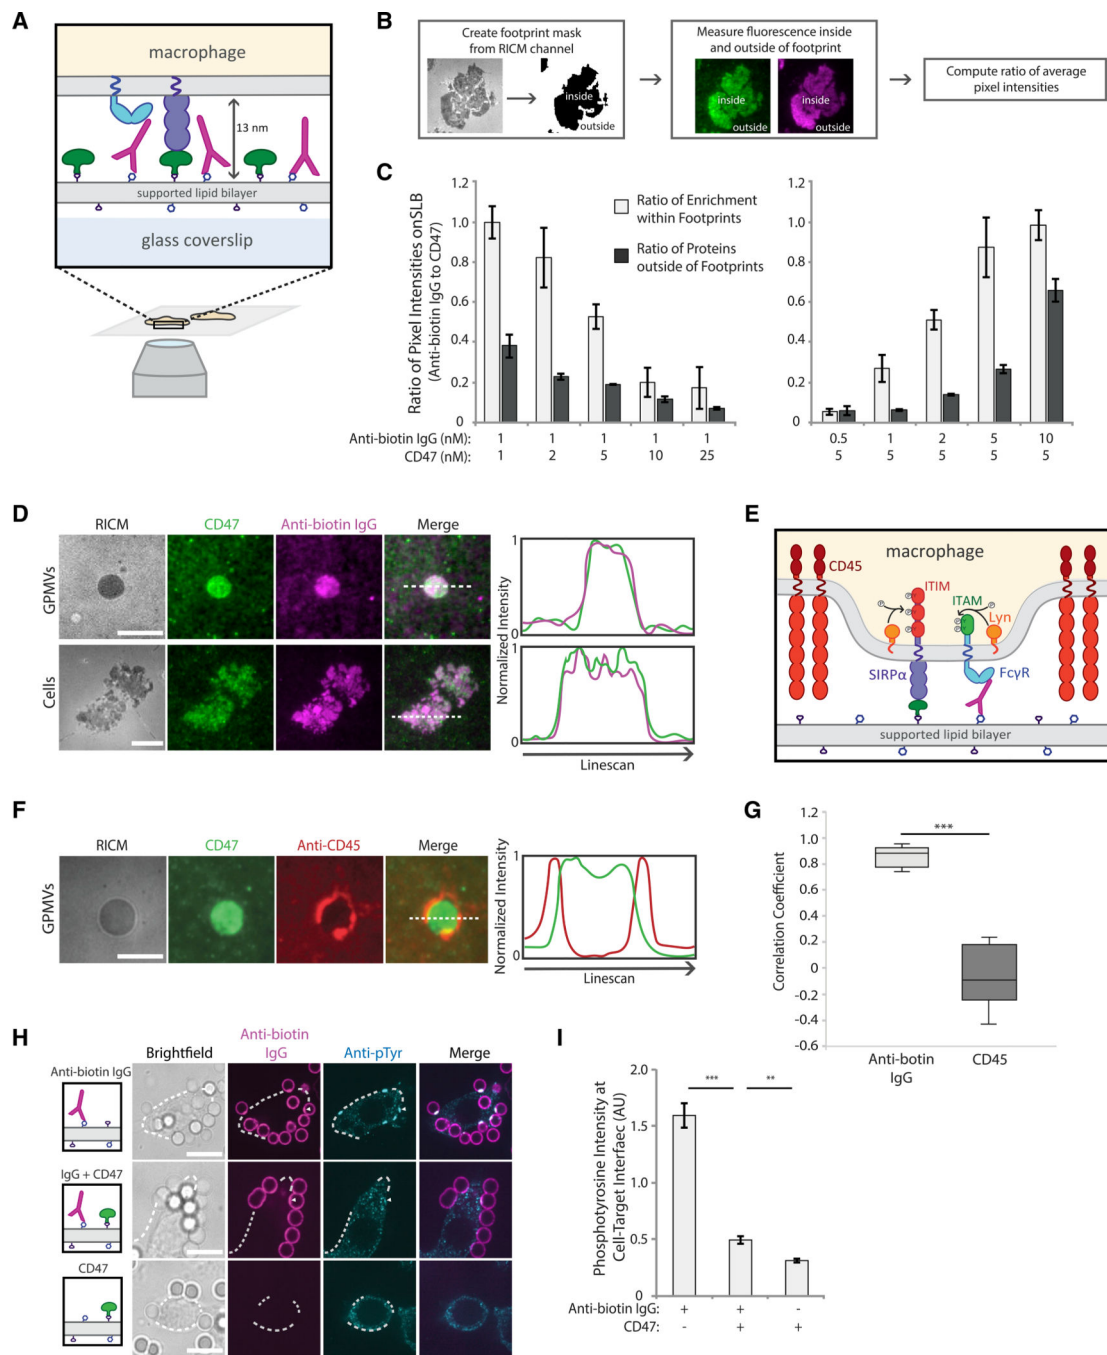 A
macrophage
13 nm
supported lipid bilayer
glass coverslip
B
Create footprint mask
from RICM channel
inside
outside
Measure fluorescence inside
and outside of footprint
inside
outside
inside
outside
Compute ratio of average
pixel intensities
C
Ratio of Pixel Intensities onSLB
(Anti-biotin IgG to CD47)
1.2
1.0
0.8
0.6
0.4
0.2
0
Ratio of Enrichment
within Footprints
Ratio of Proteins
outside of Footprints
1.2
1.0
0.8
0.6
0.4
0.2
0
Anti-biotin IgG (nM): 1 1 1 1 1 0.5 1 2 5 10
CD47 (nM): 1 2 5 10 25 5 5 5 5 5
D
RICM CD47 Anti-biotin IgG Merge
GPMVs
Cells
Normalized Intensity
1
0
1
0
Linescan
E
macrophage
CD45
ITIM
ITAM
Lyn
P P P P P P P P
SIRPα
FcγR
supported lipid bilayer
F
RICM CD47 Anti-CD45 Merge
GPMVs
Normalized Intensity
1
1
0
Linescan
G
Correlation Coefficient
1.2
1.0
0.8
0.6
0.4
0.2
0
-0.2
-0.4
-0.6
***
Anti-botin
IgG
CD45
H
Brightfield
Anti-biotin
IgG
Anti-pTyr
Merge
Anti-biotin IgG
IgG + CD47
CD47
I
Phosphotyrosine Intensity at
Cell-Target Interfaec (AU)
2.0
1.5
1.0
0.5
0
***
**
Anti-biotin IgG: + + -
CD47: - + +